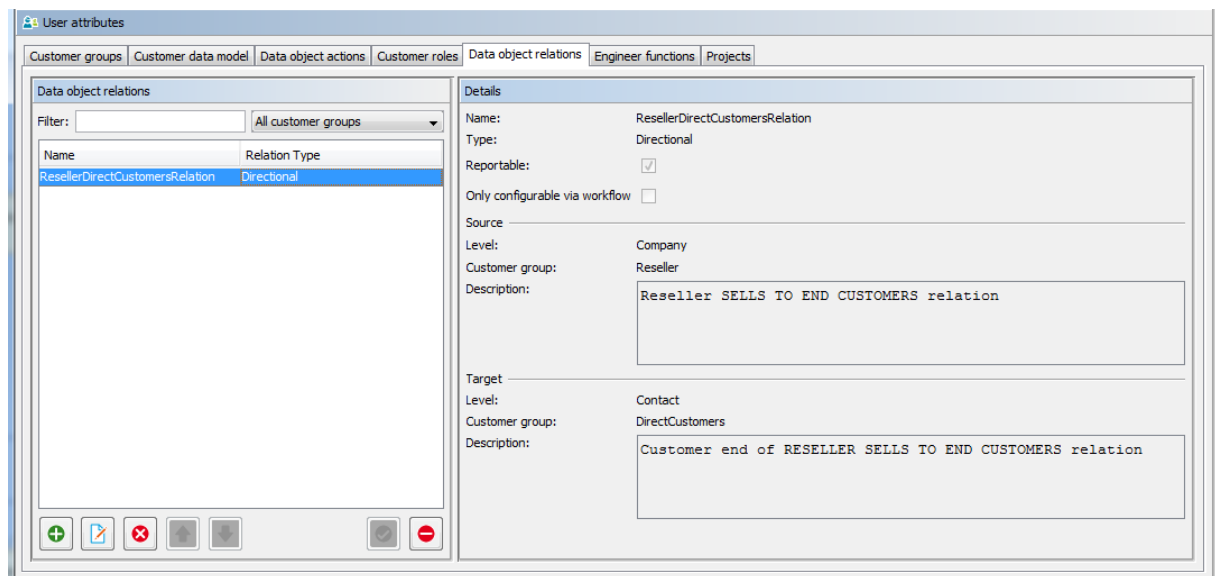 User attributes
Customer groups Customer data model Data object actions Customer roles Data object relations Engineer functions Projects
Data object relations
Filter: All customer groups
Name Relation Type
ResellerDirectCustomersRelation Directional
Details
Name: ResellerDirectCustomersRelation
Type: Directional
Reportable:
Only configurable via workflow
Source
Level: Company
Customer group: Reseller
Description: Reseller SELLS TO END CUSTOMERS relation
Target
Level: Contact
Customer group: DirectCustomers
Description: Customer end of RESELLER SELLS TO END CUSTOMERS relation